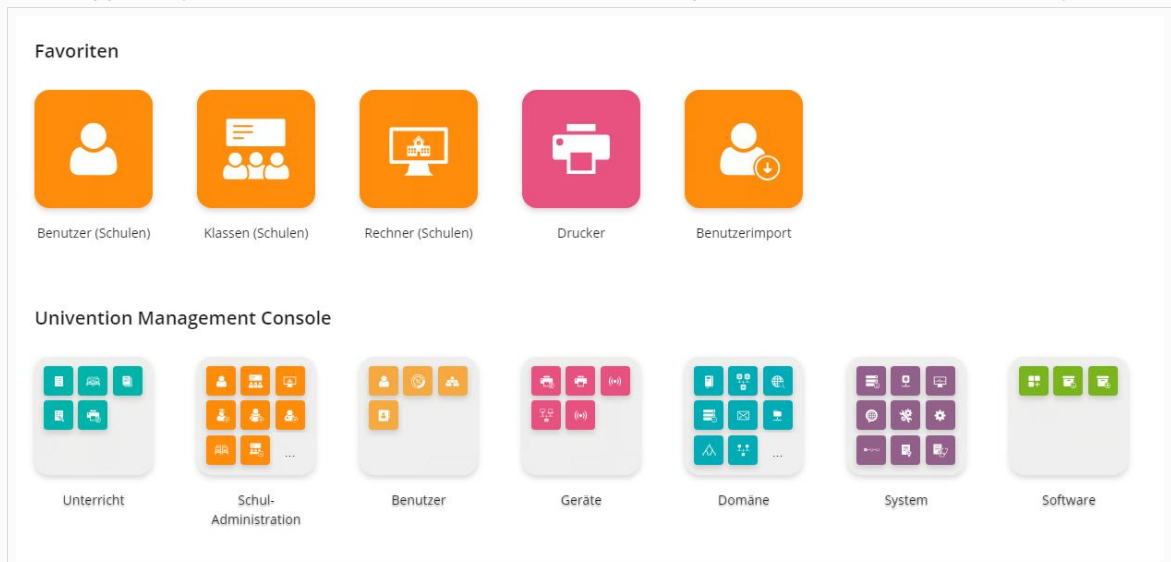 Favoriten
Benutzer (Schulen)
Klassen (Schulen)
Rechner (Schulen)
Drucker
Benutzerimport
Univention Management Console
Unterricht
Schul-
Administration
Benutzer
Geräte
Domäne
System
Software